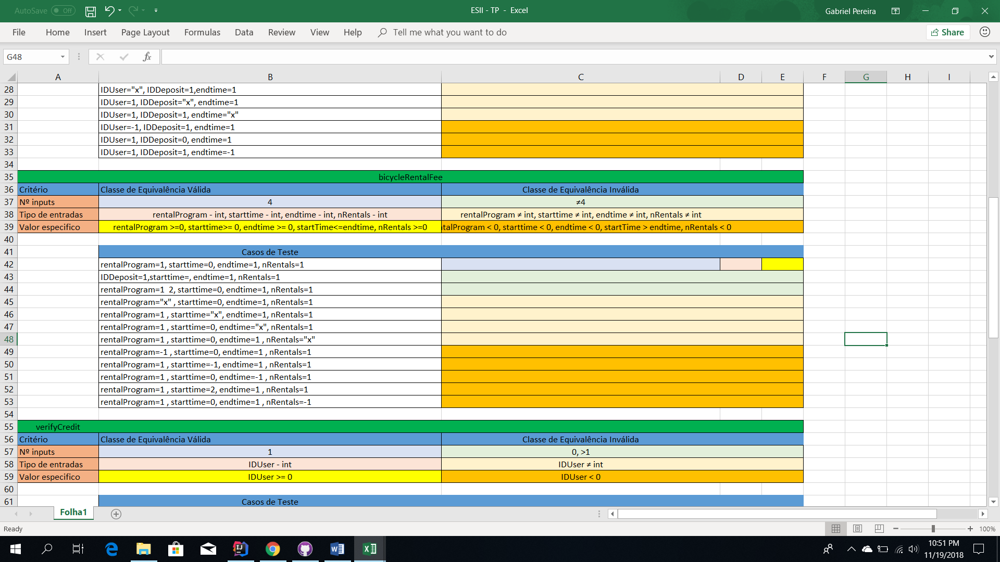 AutoSave Off
ESII - TP - Excel
Gabriel Pereira
File Home Insert Page Layout Formulas Data Review View Help Tell me what you want to do
Share
G48
fx
A B C D E F G H I
28 IDUser="x", IDDeposit=1,endtime=1
29 IDUser=1, IDDeposit="x", endtime=1
30 IDUser=1, IDDeposit=1, endtime="x"
31 IDUser=-1, IDDeposit=1, endtime=1
32 IDUser=1, IDDeposit=0, endtime=1
33 IDUser=1, IDDeposit=1, endtime=-1
34
35 bicycleRentalFee
36 Critério Classe de Equivalência Válida Classe de Equivalência Inválida
37 Nº inputs 4 ≠4
38 Tipo de entradas rentalProgram - int, starttime - int, endtime - int, nRentals - int rentalProgram ≠ int, starttime ≠ int, endtime ≠ int, nRentals ≠ int
39 Valor especifico rentalProgram >=0, starttime>= 0, endtime >= 0, startTime<=endtime, nRentals >=0 talProgram < 0, starttime < 0, endtime < 0, startTime > endtime, nRentals < 0
40
41 Casos de Teste
42 rentalProgram=1, starttime=0, endtime=1, nRentals=1
43 IDDeposit=1,starttime=, endtime=1, nRentals=1
44 rentalProgram=1  2, starttime=0, endtime=1, nRentals=1
45 rentalProgram="x" , starttime=0, endtime=1, nRentals=1
46 rentalProgram=1 , starttime="x", endtime=1, nRentals=1
47 rentalProgram=1 , starttime=0, endtime="x", nRentals=1
48 rentalProgram=1 , starttime=0, endtime=1 , nRentals="x"
49 rentalProgram=-1 , starttime=0, endtime=1 , nRentals=1
50 rentalProgram=1 , starttime=-1, endtime=1 , nRentals=1
51 rentalProgram=1 , starttime=0, endtime=-1 , nRentals=1
52 rentalProgram=1 , starttime=2, endtime=1 , nRentals=1
53 rentalProgram=1 , starttime=0, endtime=1 , nRentals=-1
54
55 verifyCredit
56 Critério Classe de Equivalência Válida Classe de Equivalência Inválida
57 Nº inputs 1 0, >1
58 Tipo de entradas IDUser - int IDUser ≠ int
59 Valor especifico IDUser >= 0 IDUser < 0
60
61 Casos de Teste
Folha1
Ready
100%
10:51 PM
11/19/2018